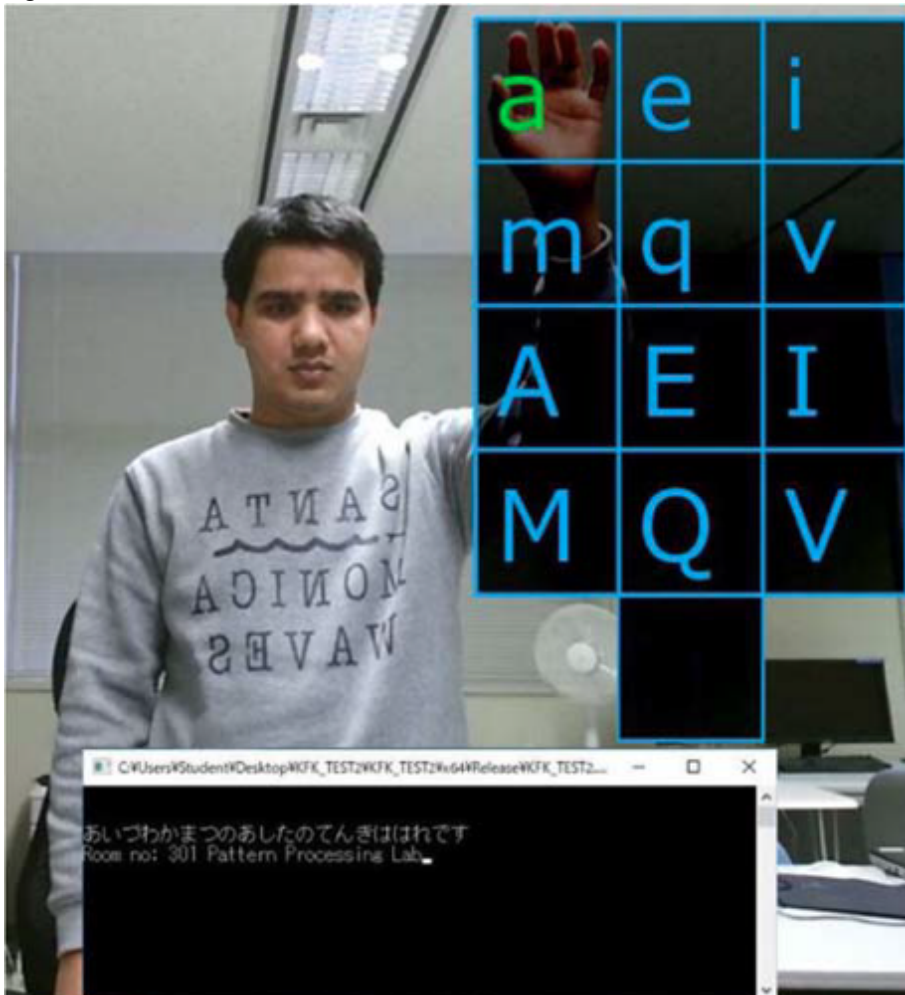 a e i
m q v
A E I
M Q V
SANTA
MONICA
WAVES
C:¥Users¥Student¥Desktop¥KFK_TEST2¥KFK_TEST2¥x64¥Release¥KFK_TEST2....
あいづわかまつのあしたのてんきははれです
Room no: 301 Pattern Processing Lab